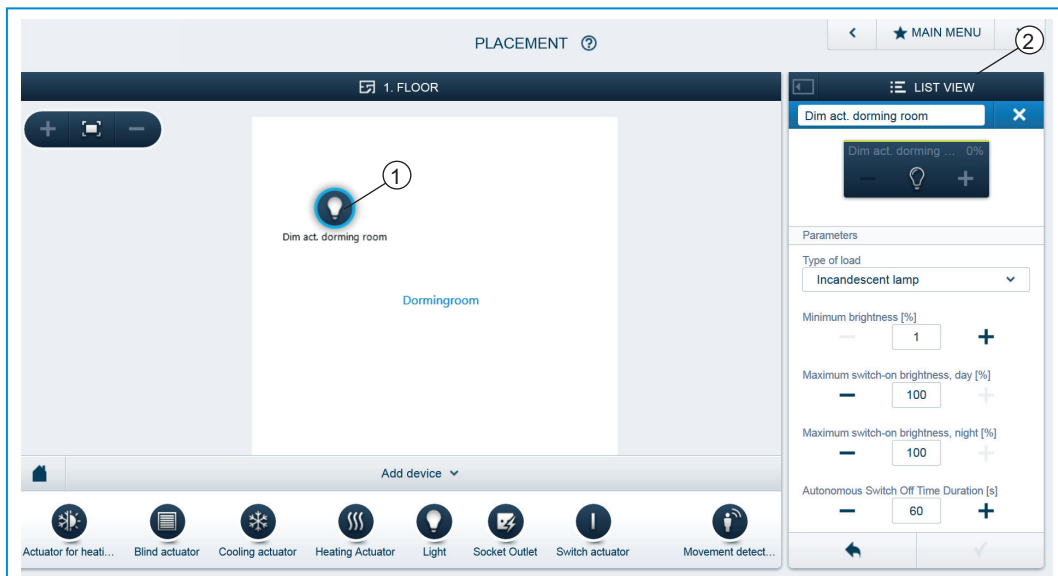 PLACEMENT ?
MAIN MENU
2
1. FLOOR
LIST VIEW
Dim act. dorming room
Dim act. dorming ... 0%
1
Dim act. dorming room
Dormingroom
Parameters
Type of load
Incandescent lamp
Minimum brightness [%]
1
Maximum switch-on brightness, day [%]
100
Maximum switch-on brightness, night [%]
100
Autonomous Switch Off Time Duration [s]
60
Add device
Actuator for heati...
Blind actuator
Cooling actuator
Heating Actuator
Light
Socket Outlet
Switch actuator
Movement detect...